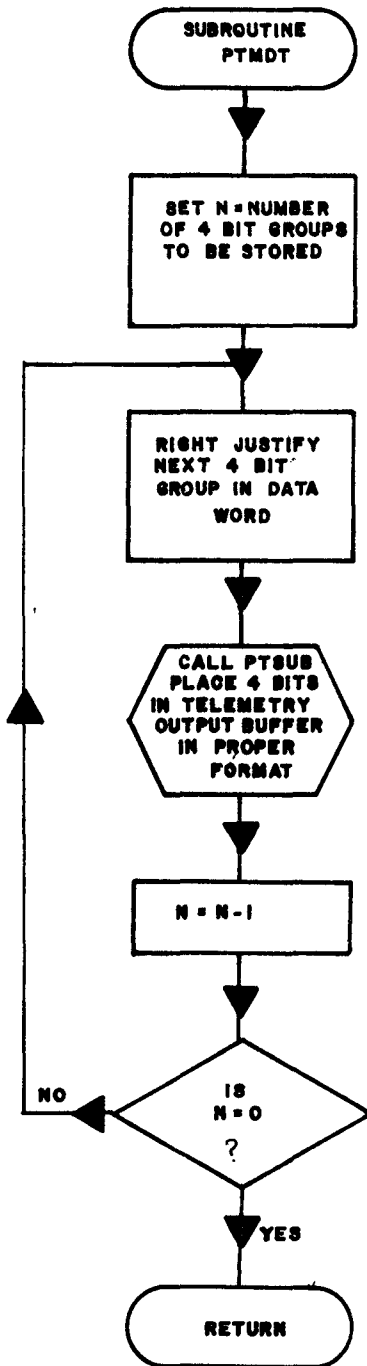 SUBROUTINE
PTMDT
SET N = NUMBER
OF 4 BIT GROUPS
TO BE STORED
RIGHT JUSTIFY
NEXT 4 BIT
GROUP IN DATA
WORD
CALL PTSUB
PLACE 4 BITS
IN TELEMETRY
OUTPUT BUFFER
IN PROPER
FORMAT
N = N-1
IS
N = 0
?
NO
YES
RETURN